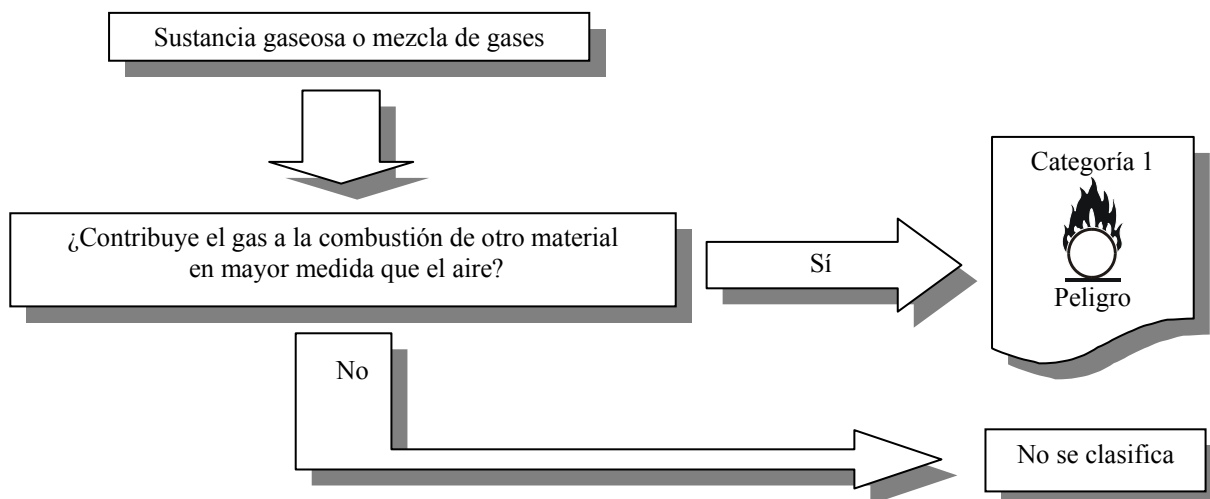 Sustancia gaseosa o mezcla de gases
¿Contribuye el gas a la combustión de otro material
en mayor medida que el aire?
Sí
Categoría 1
Peligro
No
No se clasifica